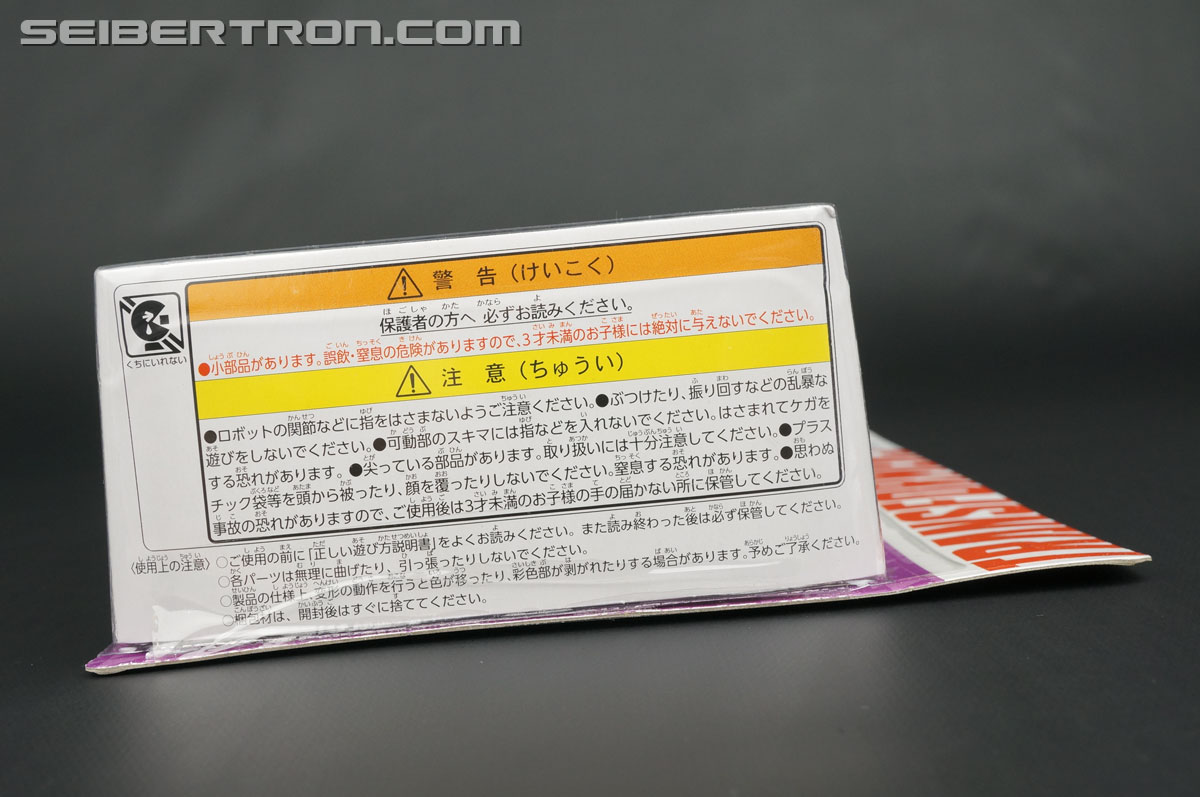 SEIBERTRON.com
くちにいれない
警 告（けいこく）
保護者の方へ 必ずお読みください。
●小部品があります。誤飲・窒息の危険がありますので、3才未満のお子様には絶対に与えないでください。
注 意（ちゅうい）
●ロボットの関節などに指をはさまないようご注意ください。●ぶつけたり、振り回すなどの乱暴な
遊びをしないでください。●可動部のスキマには指などを入れないでください。はさまれてケガを
する恐れがあります。●尖っている部品があります。取り扱いには十分注意してください。●プラス
チック袋等を頭から被ったり、顔を覆ったりしないでください。窒息する恐れがあります。●思わぬ
事故の恐れがありますので、ご使用後は3才未満のお子様の手の届かない所に保管してください。
〈使用上の注意〉○ご使用の前に「正しい遊び方説明書」をよくお読みください。また読み終わった後は必ず保管してください。
○各パーツは無理に曲げたり、引っ張ったりしないでください。
○製品の仕様上、変形の動作を行うと色が移ったり、彩色部が剥がれたりする場合があります。予めご了承ください。
○梱包材は、開封後はすぐに捨ててください。